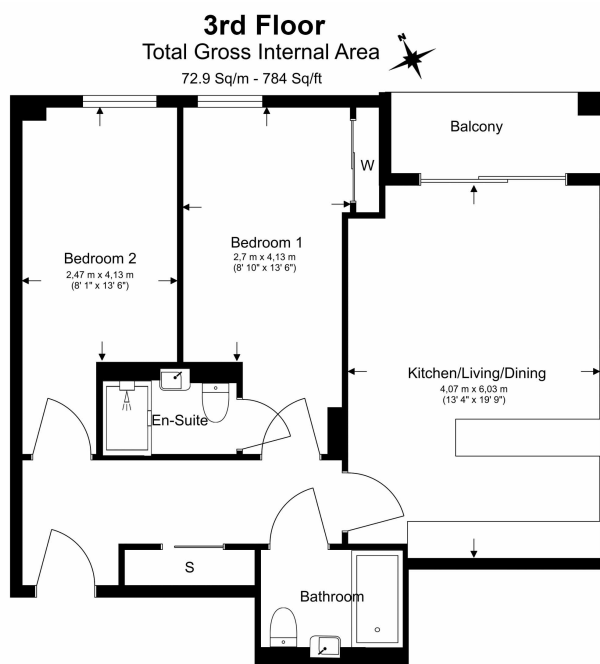 3rd Floor
Total Gross Internal Area
72.9 Sq/m - 784 Sq/ft
N
Balcony
W
Bedroom 1
2,7 m x 4,13 m
(8' 10" x 13' 6")
Bedroom 2
2,47 m x 4,13 m
(8' 1" x 13' 6")
Kitchen/Living/Dining
4,07 m x 6,03 m
(13' 4" x 19' 9")
En-Suite
S
Bathroom